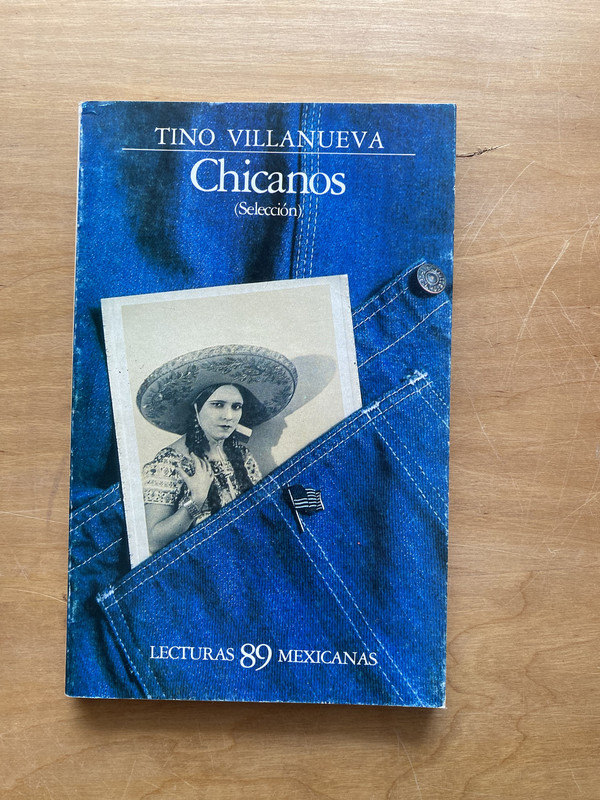 TINO VILLANUEVA
Chicanos
(Selección)
LECTURAS 89 MEXICANAS